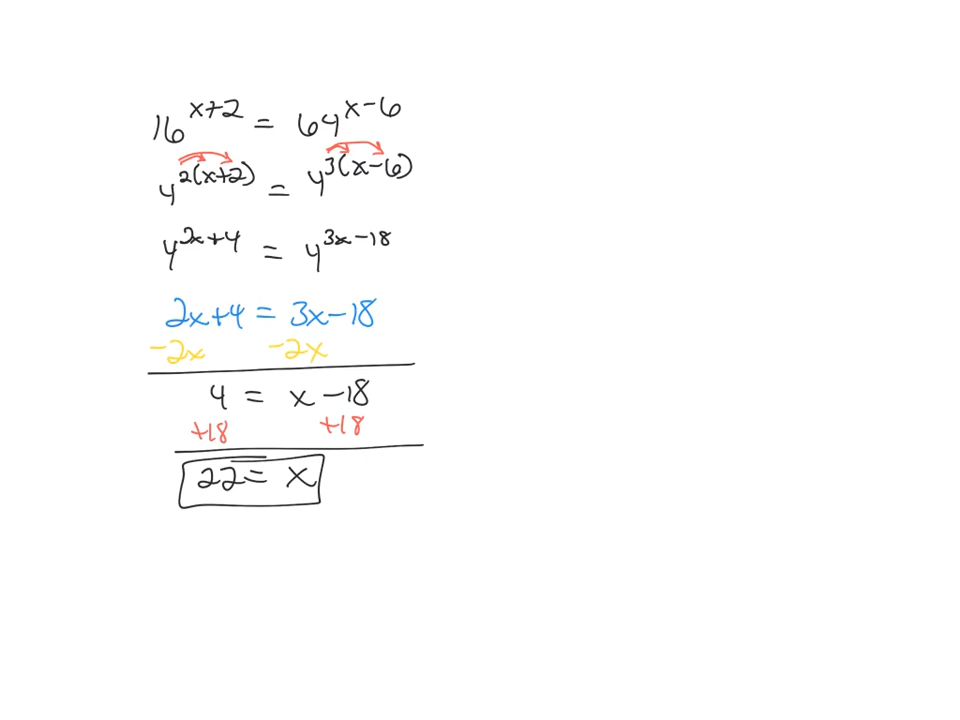 16^{x+2} = 64^{x-6}
4^{2(x+2)} = 4^{3(x-6)}
4^{2x+4} = 4^{3x-18}
2x+4 = 3x-18
-2x -2x
4 = x-18
+18 +18
22 = x